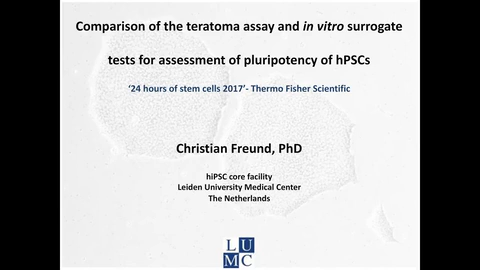 Comparison of the teratoma assay and in vitro surrogate
tests for assessment of pluripotency of hPSCs
‘24 hours of stem cells 2017’- Thermo Fisher Scientific
Christian Freund, PhD
hiPSC core facility
Leiden University Medical Center
The Netherlands
L U
M C